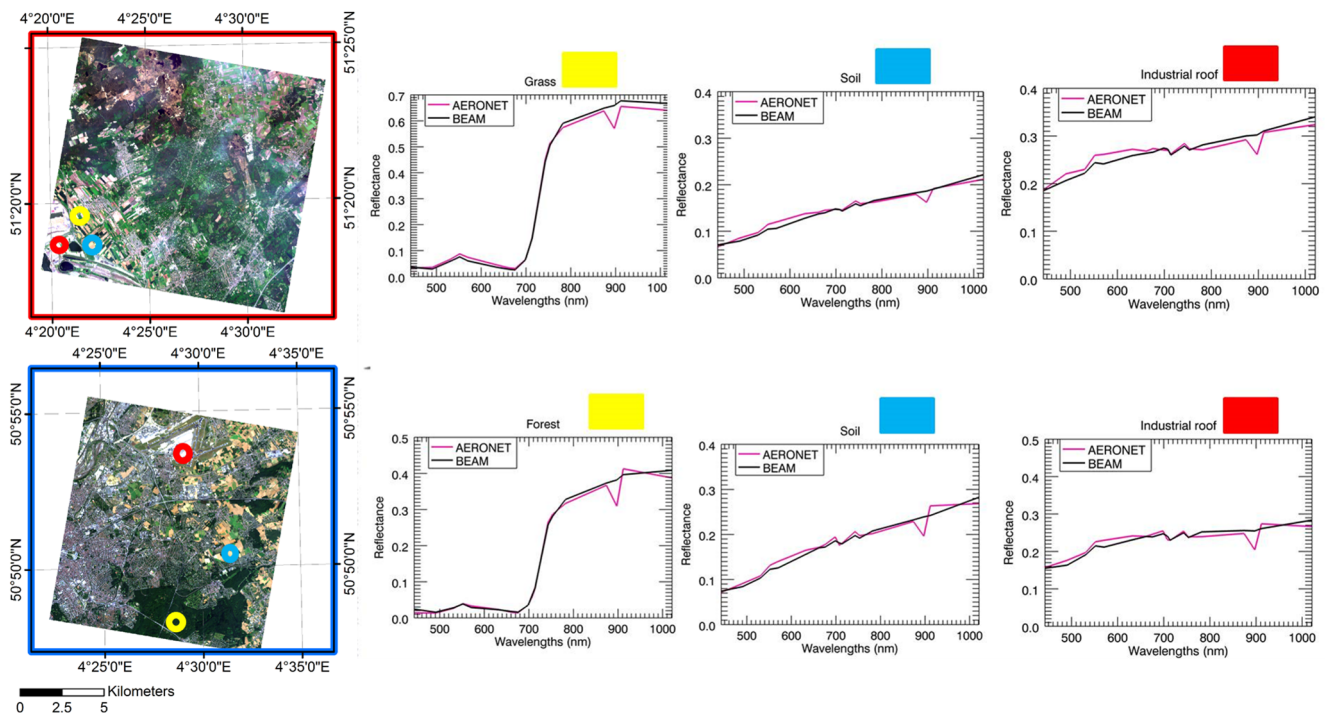 4°20'0"E 4°25'0"E 4°30'0"E
51°25'0"N
51°20'0"N 51°20'0"N
4°20'0"E 4°25'0"E 4°30'0"E
Grass
AERONET
BEAM
Reflectance
0.7
0.6
0.5
0.4
0.3
0.2
0.1
0.0
500 600 700 800 900 1000
Wavelengths (nm)
Soil
AERONET
BEAM
Reflectance
0.4
0.3
0.2
0.1
0.0
500 600 700 800 900 1000
Wavelengths (nm)
Industrial roof
AERONET
BEAM
Reflectance
0.4
0.3
0.2
0.1
0.0
500 600 700 800 900 1000
Wavelengths (nm)
4°25'0"E 4°30'0"E 4°35'0"E
50°55'0"N 50°55'0"N
50°50'0"N 50°50'0"N
4°25'0"E 4°30'0"E 4°35'0"E
Kilometers
0 2.5 5
Forest
AERONET
BEAM
Reflectance
0.5
0.4
0.3
0.2
0.1
0.0
500 600 700 800 900 1000
Wavelengths (nm)
Soil
AERONET
BEAM
Reflectance
0.4
0.3
0.2
0.1
0.0
500 600 700 800 900 1000
Wavelengths (nm)
Industrial roof
AERONET
BEAM
Reflectance
0.5
0.4
0.3
0.2
0.1
0.0
500 600 700 800 900 1000
Wavelengths (nm)